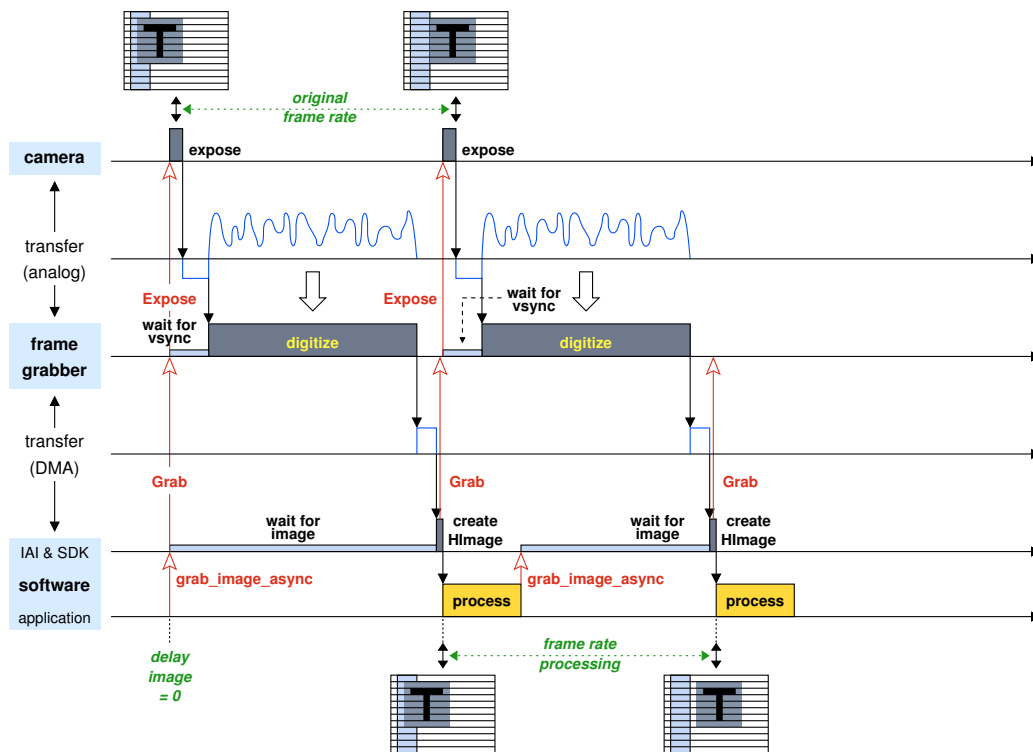 T
T
original
frame rate
expose
expose
camera
transfer
(analog)
Expose
Expose
wait for
vsync
wait for
vsync
frame
grabber
digitize
digitize
transfer
(DMA)
Grab
Grab
Grab
wait for
image
create
HImage
wait for
image
create
HImage
IAI & SDK
software
application
grab_image_async
grab_image_async
process
process
delay
image
= 0
frame rate
processing
T
T